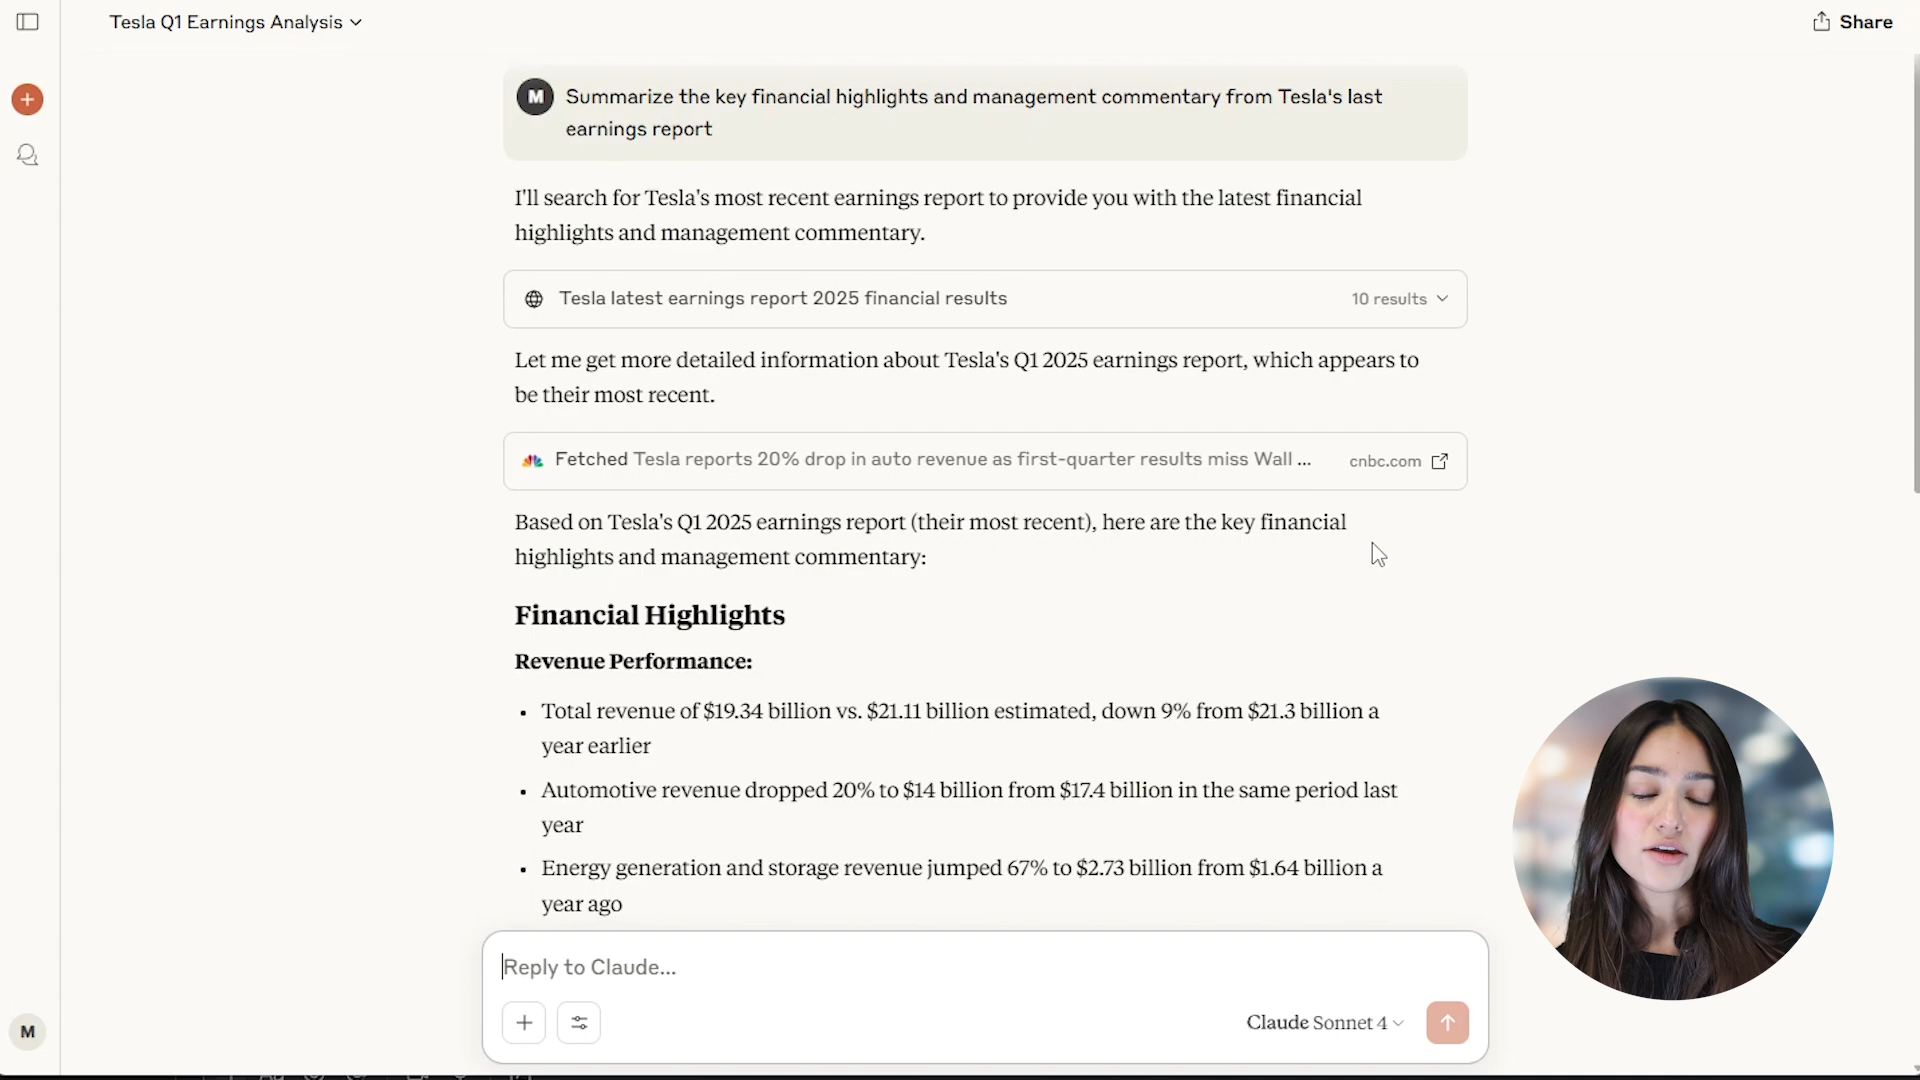 Tesla Q1 Earnings Analysis
Share
M
Summarize the key financial highlights and management commentary from Tesla's last
earnings report
I'll search for Tesla's most recent earnings report to provide you with the latest financial
highlights and management commentary.
Tesla latest earnings report 2025 financial results
10 results
Let me get more detailed information about Tesla's Q1 2025 earnings report, which appears to
be their most recent.
Fetched Tesla reports 20% drop in auto revenue as first-quarter results miss Wall ...
cnbc.com
Based on Tesla's Q1 2025 earnings report (their most recent), here are the key financial
highlights and management commentary:
Financial Highlights
Revenue Performance:
• Total revenue of $19.34 billion vs. $21.11 billion estimated, down 9% from $21.3 billion a
year earlier
• Automotive revenue dropped 20% to $14 billion from $17.4 billion in the same period last
year
• Energy generation and storage revenue jumped 67% to $2.73 billion from $1.64 billion a
year ago
Reply to Claude...
Claude Sonnet 4
M